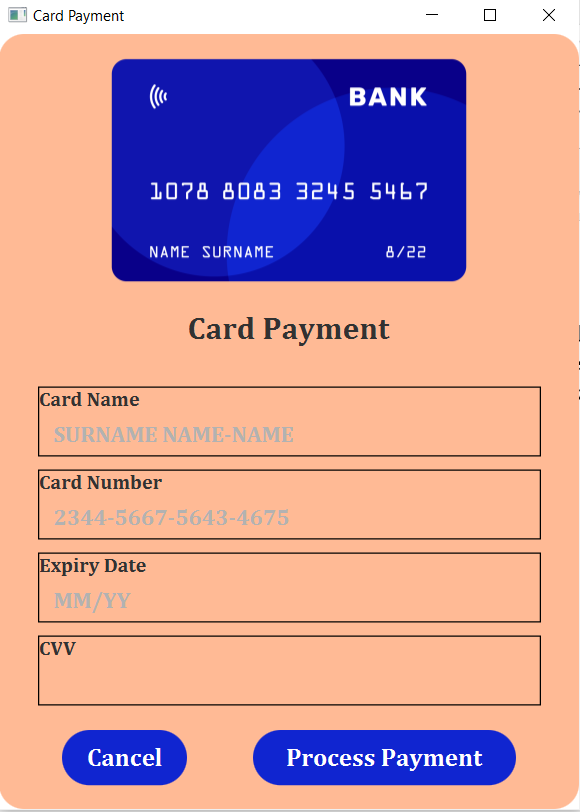 Card Payment
BANK
1078 8083 3245 5467
NAME SURNAME 8/22
Card Payment
Card Name
SURNAME NAME-NAME
Card Number
2344-5667-5643-4675
Expiry Date
MM/YY
CVV
Cancel Process Payment